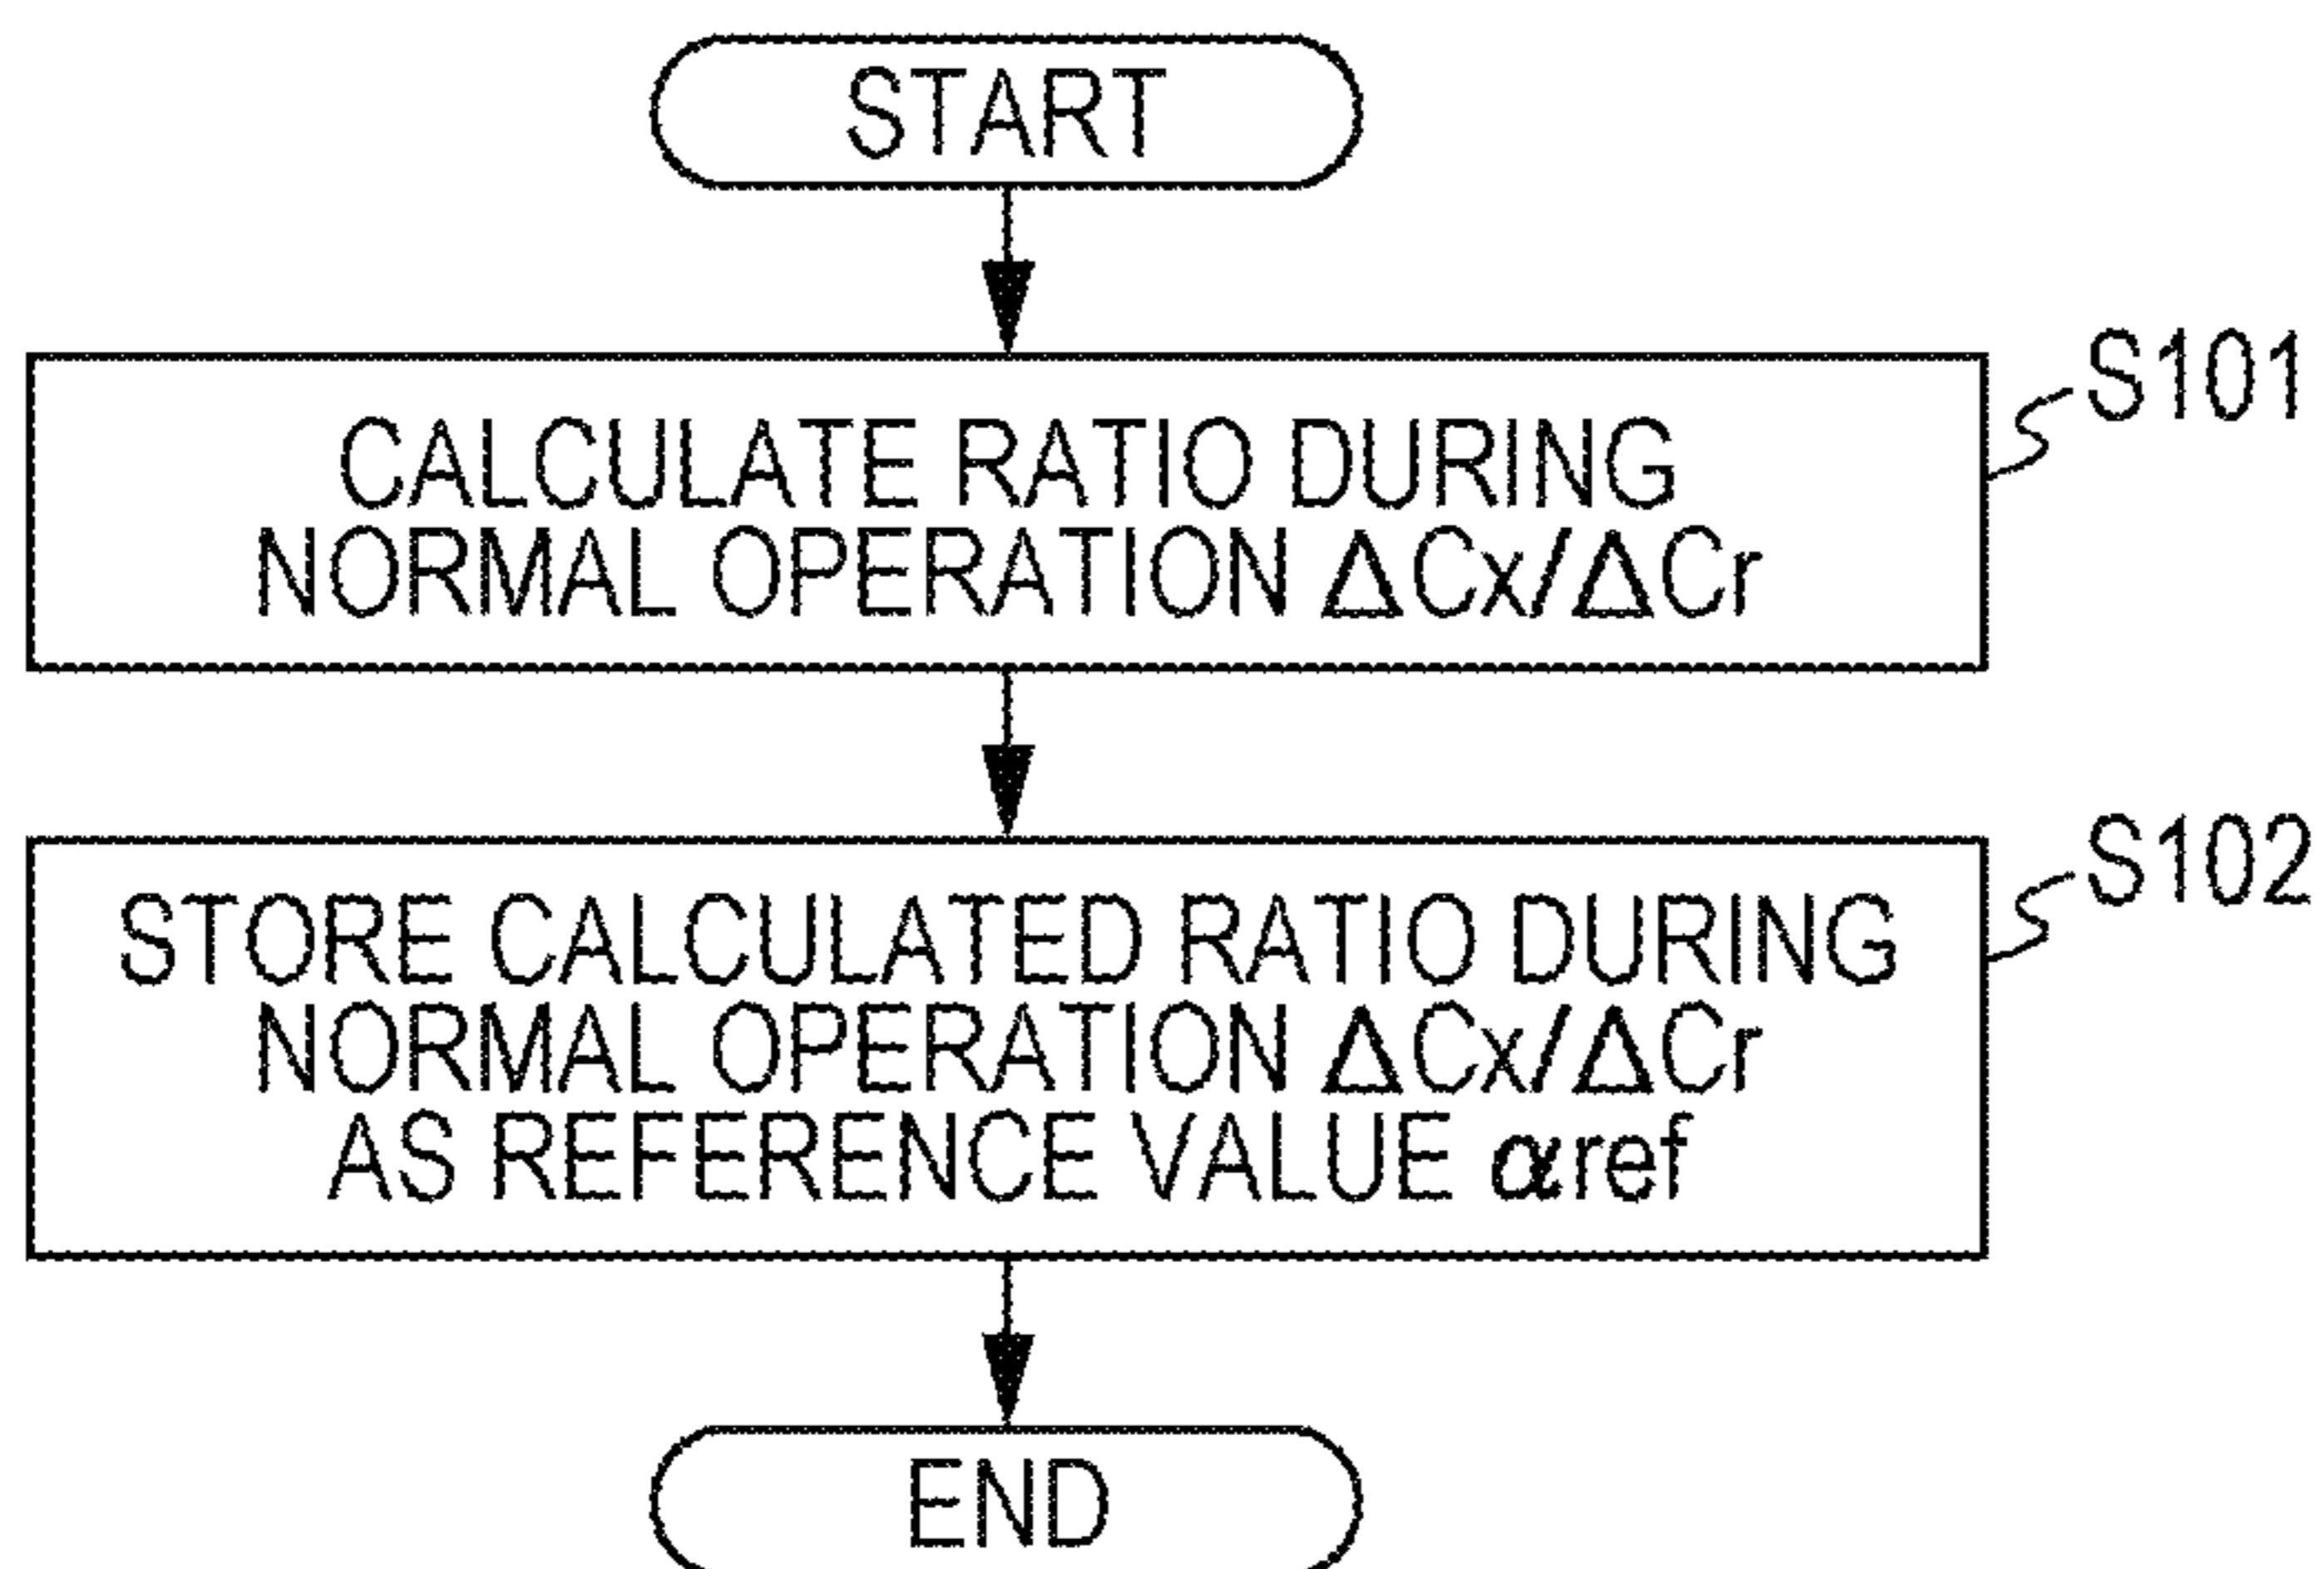 START
S101
CALCULATE RATIO DURING
NORMAL OPERATION ΔCx/ΔCr
S102
STORE CALCULATED RATIO DURING
NORMAL OPERATION ΔCx/ΔCr
AS REFERENCE VALUE αref
END